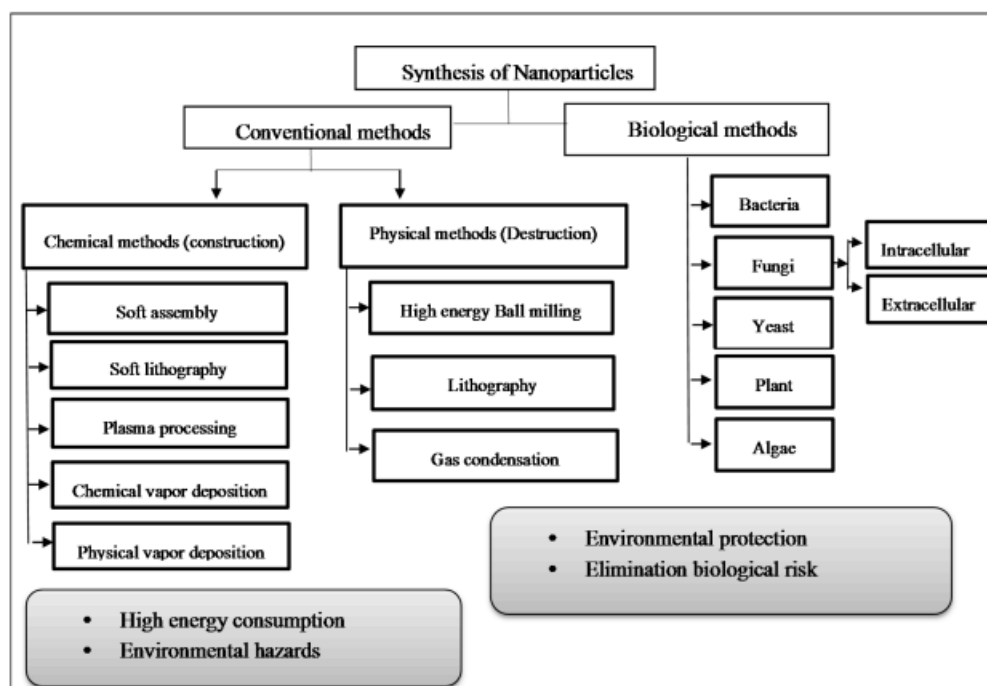 Synthesis of Nanoparticles
Conventional methods
Biological methods
Chemical methods (construction)
Soft assembly
Soft lithography
Plasma processing
Chemical vapor deposition
Physical vapor deposition
Physical methods (Destruction)
High energy Ball milling
Lithography
Gas condensation
Bacteria
Fungi
Intracellular
Extracellular
Yeast
Plant
Algae
• High energy consumption
• Environmental hazards
• Environmental protection
• Elimination biological risk